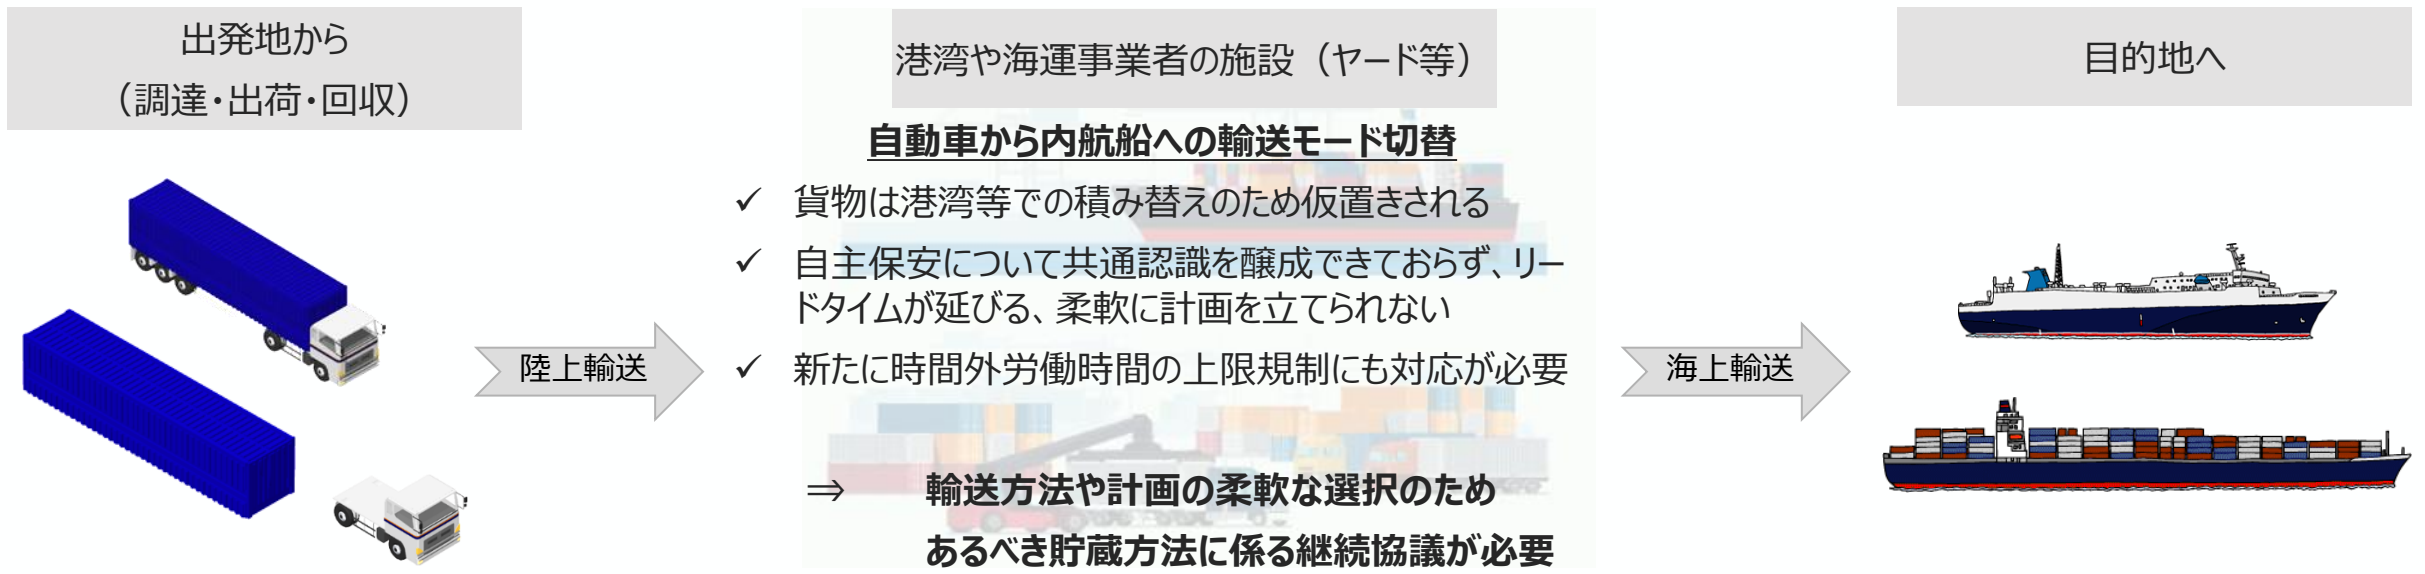 出発地から
（調達・出荷・回収）
陸上輸送
港湾や海運事業者の施設（ヤード等）
自動車から内航船への輸送モード切替
✓ 貨物は港湾等での積み替えのため仮置きされる
✓ 自主保安について共通認識を醸成できておらず、リー
ドタイムが延びる、柔軟に計画を立てられない
✓ 新たに時間外労働時間の上限規制にも対応が必要
⇒ 輸送方法や計画の柔軟な選択のため
あるべき貯蔵方法に係る継続協議が必要
海上輸送
目的地へ